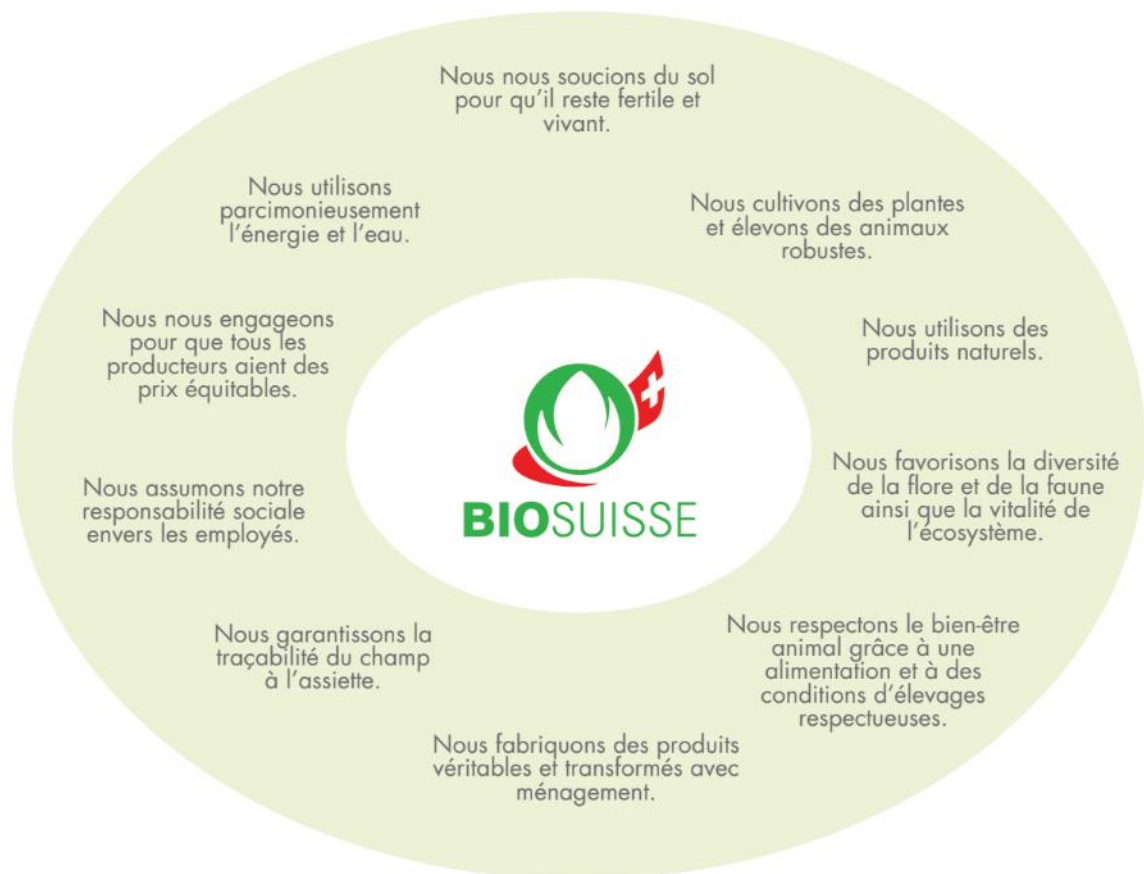 Nous nous soucions du sol
pour qu'il reste fertile et
vivant.
Nous cultivons des plantes
et élevons des animaux
robustes.
Nous utilisons des
produits naturels.
Nous favorisons la diversité
de la flore et de la faune
ainsi que la vitalité de
l'écosystème.
Nous respectons le bien-être
animal grâce à une
alimentation et à des
conditions d'élevages
respectueuses.
Nous fabriquons des produits
véritables et transformés avec
ménagement.
Nous garantissons la
traçabilité du champ
à l'assiette.
Nous assumons notre
responsabilité sociale
envers les employés.
Nous nous engageons
pour que tous les
producteurs aient des
prix équitables.
Nous utilisons
parcimonieusement
l'énergie et l'eau.
BIOSUISSE